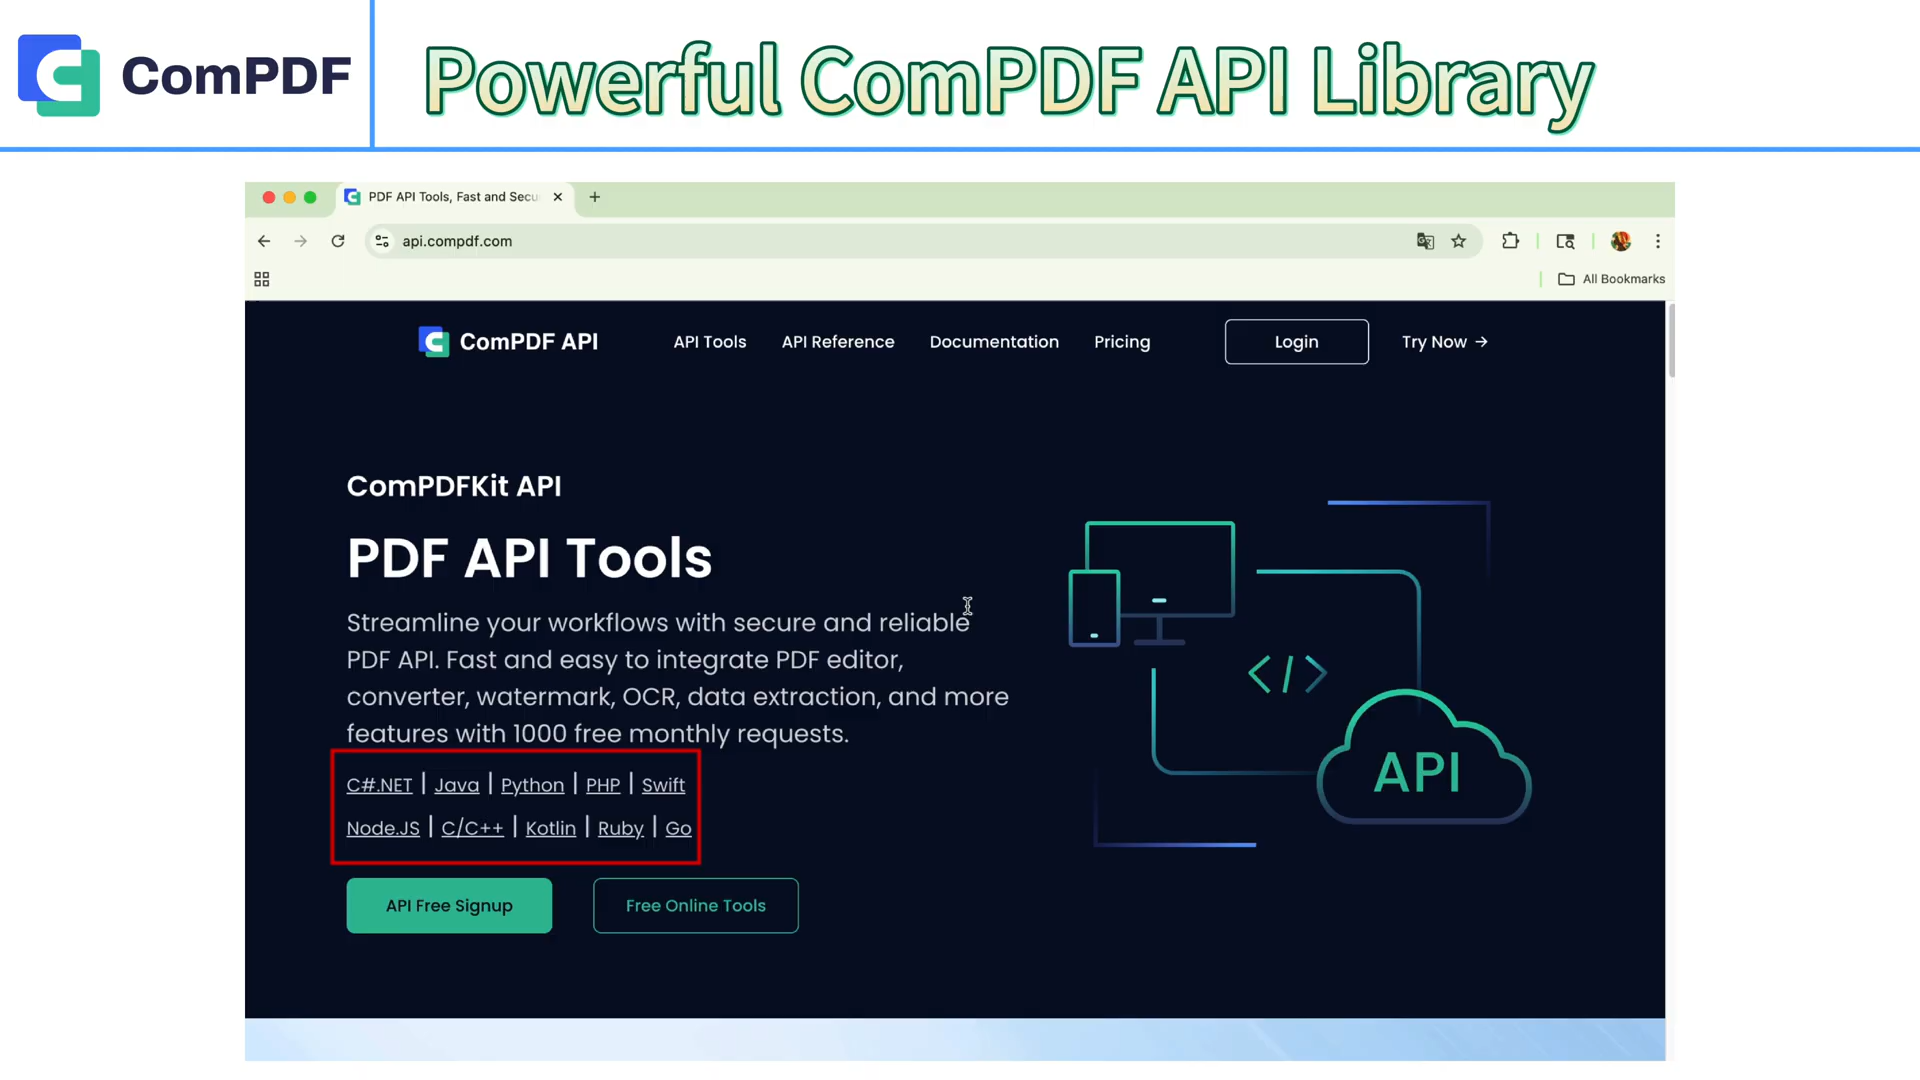 ComPDF
Powerful ComPDF API Library
PDF API Tools, Fast and Secu
api.compdf.com
All Bookmarks
ComPDF API
API Tools
API Reference
Documentation
Pricing
Login
Try Now →
ComPDFKit API
PDF API Tools
Streamline your workflows with secure and reliable
PDF API. Fast and easy to integrate PDF editor,
converter, watermark, OCR, data extraction, and more
features with 1000 free monthly requests.
C#.NET | Java | Python | PHP | Swift
Node.JS | C/C++ | Kotlin | Ruby | Go
API Free Signup
Free Online Tools
</>
API